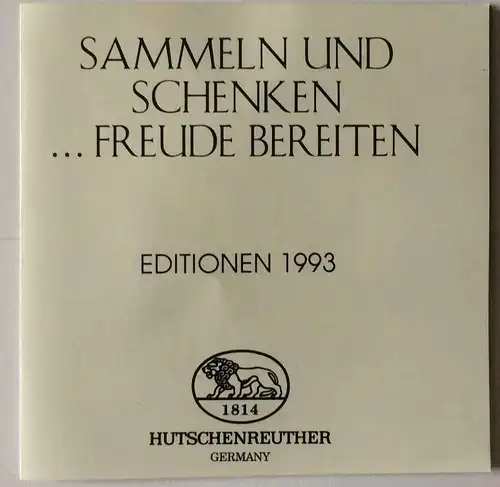 SAMMELN UND
SCHENKEN
... FREUDE BEREITEN
EDITIONEN 1993
1814
HUTSCHENREUTHER
GERMANY